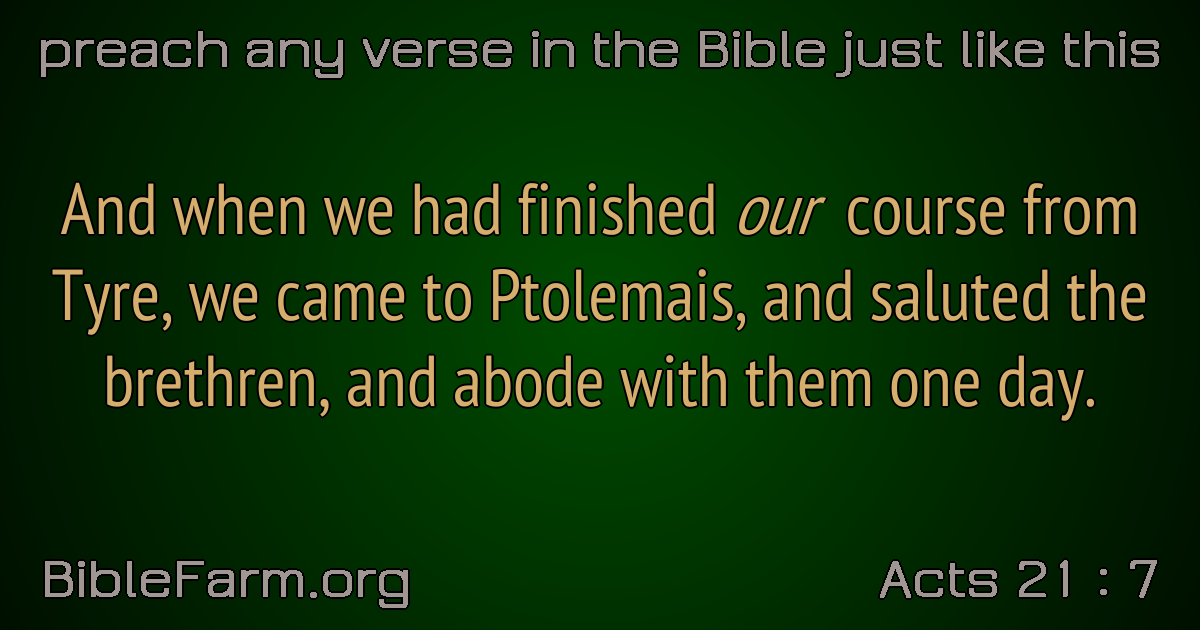 preach any verse in the Bible just like this
And when we had finished our course from
Tyre, we came to Ptolemais, and saluted the
brethren, and abode with them one day.
BibleFarm.org
Acts 21 : 7